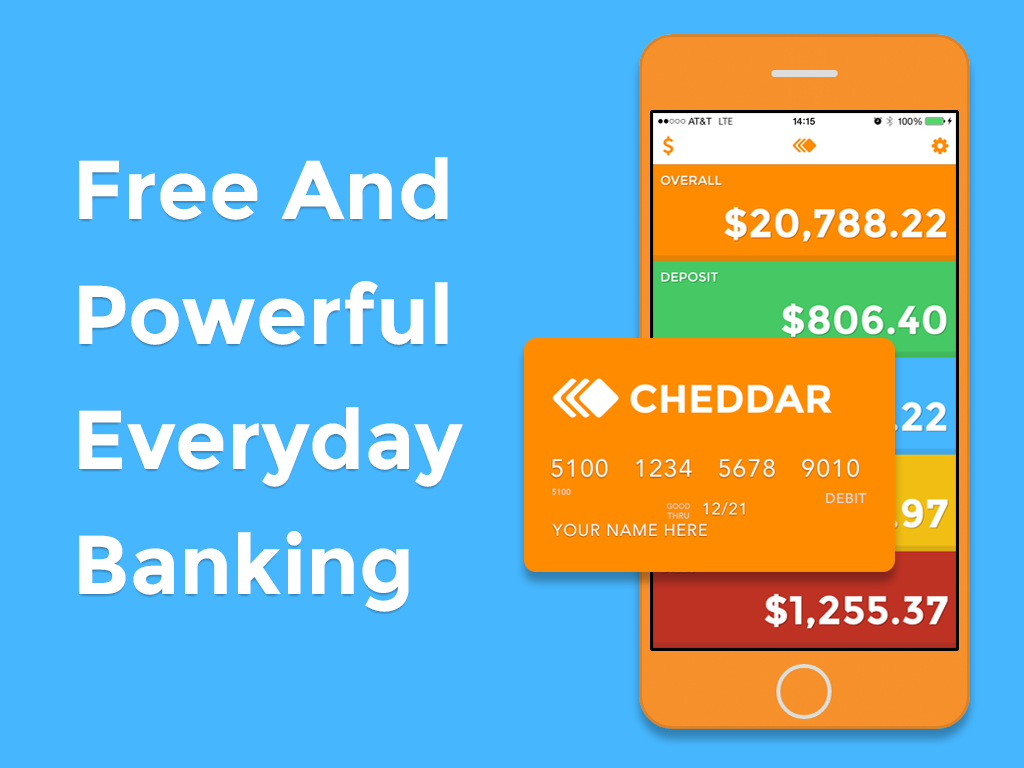 Free And
Powerful
Everyday
Banking
AT&T LTE 14:15 100%
$
OVERALL
$20,788.22
DEPOSIT
$806.40
.22
.97
$1,255.37
CHEDDAR
5100 1234 5678 9010
5100
DEBIT
GOOD
THRU 12/21
YOUR NAME HERE